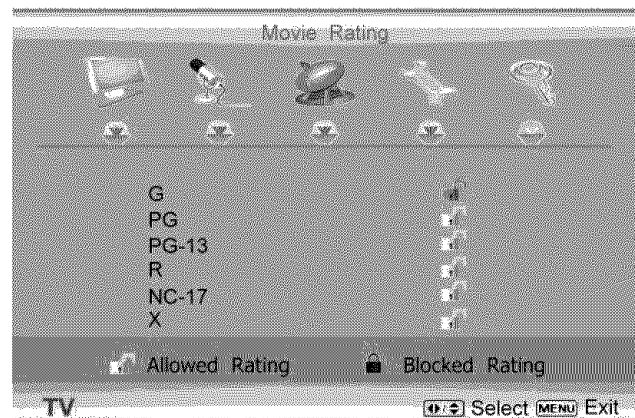 Movie Rating
G
PG
PG-13
R
NC-17
X
Allowed Rating Blocked Rating
TV Select MENU Exit